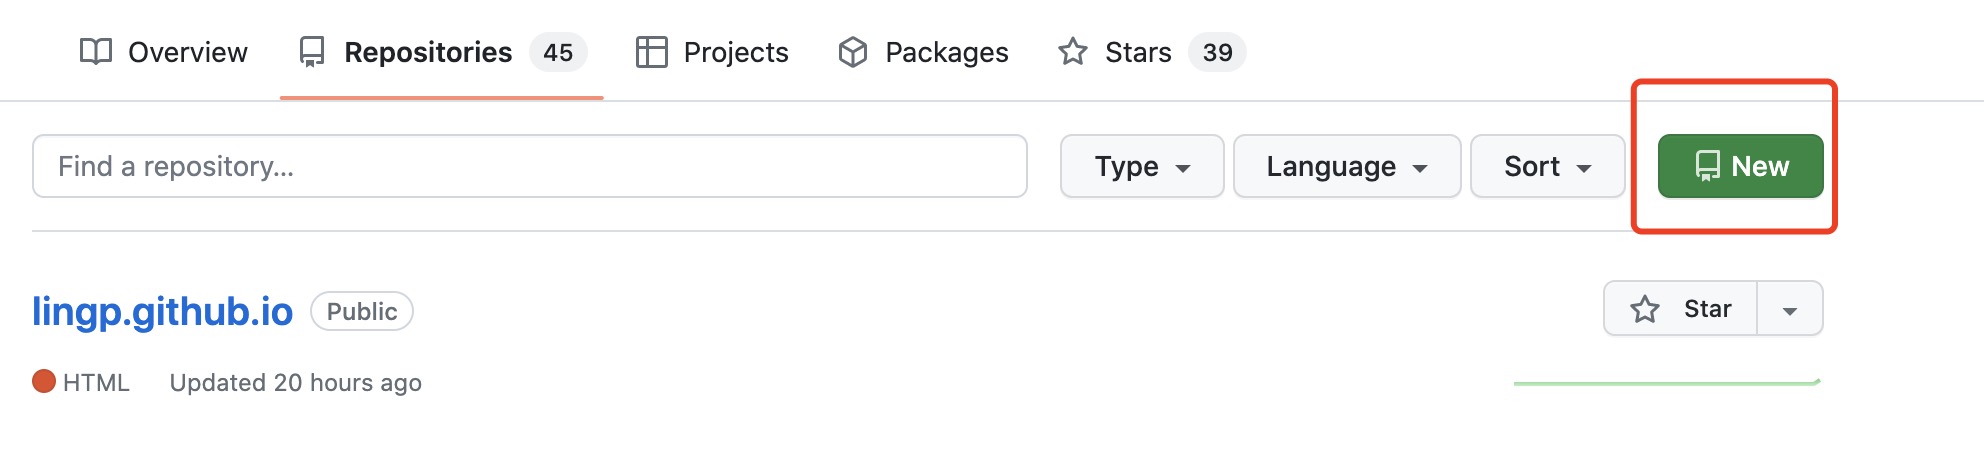 Overview Repositories 45 Projects Packages Stars 39
Find a repository... Type Language Sort New
lingp.github.io Public Star
HTML Updated 20 hours ago